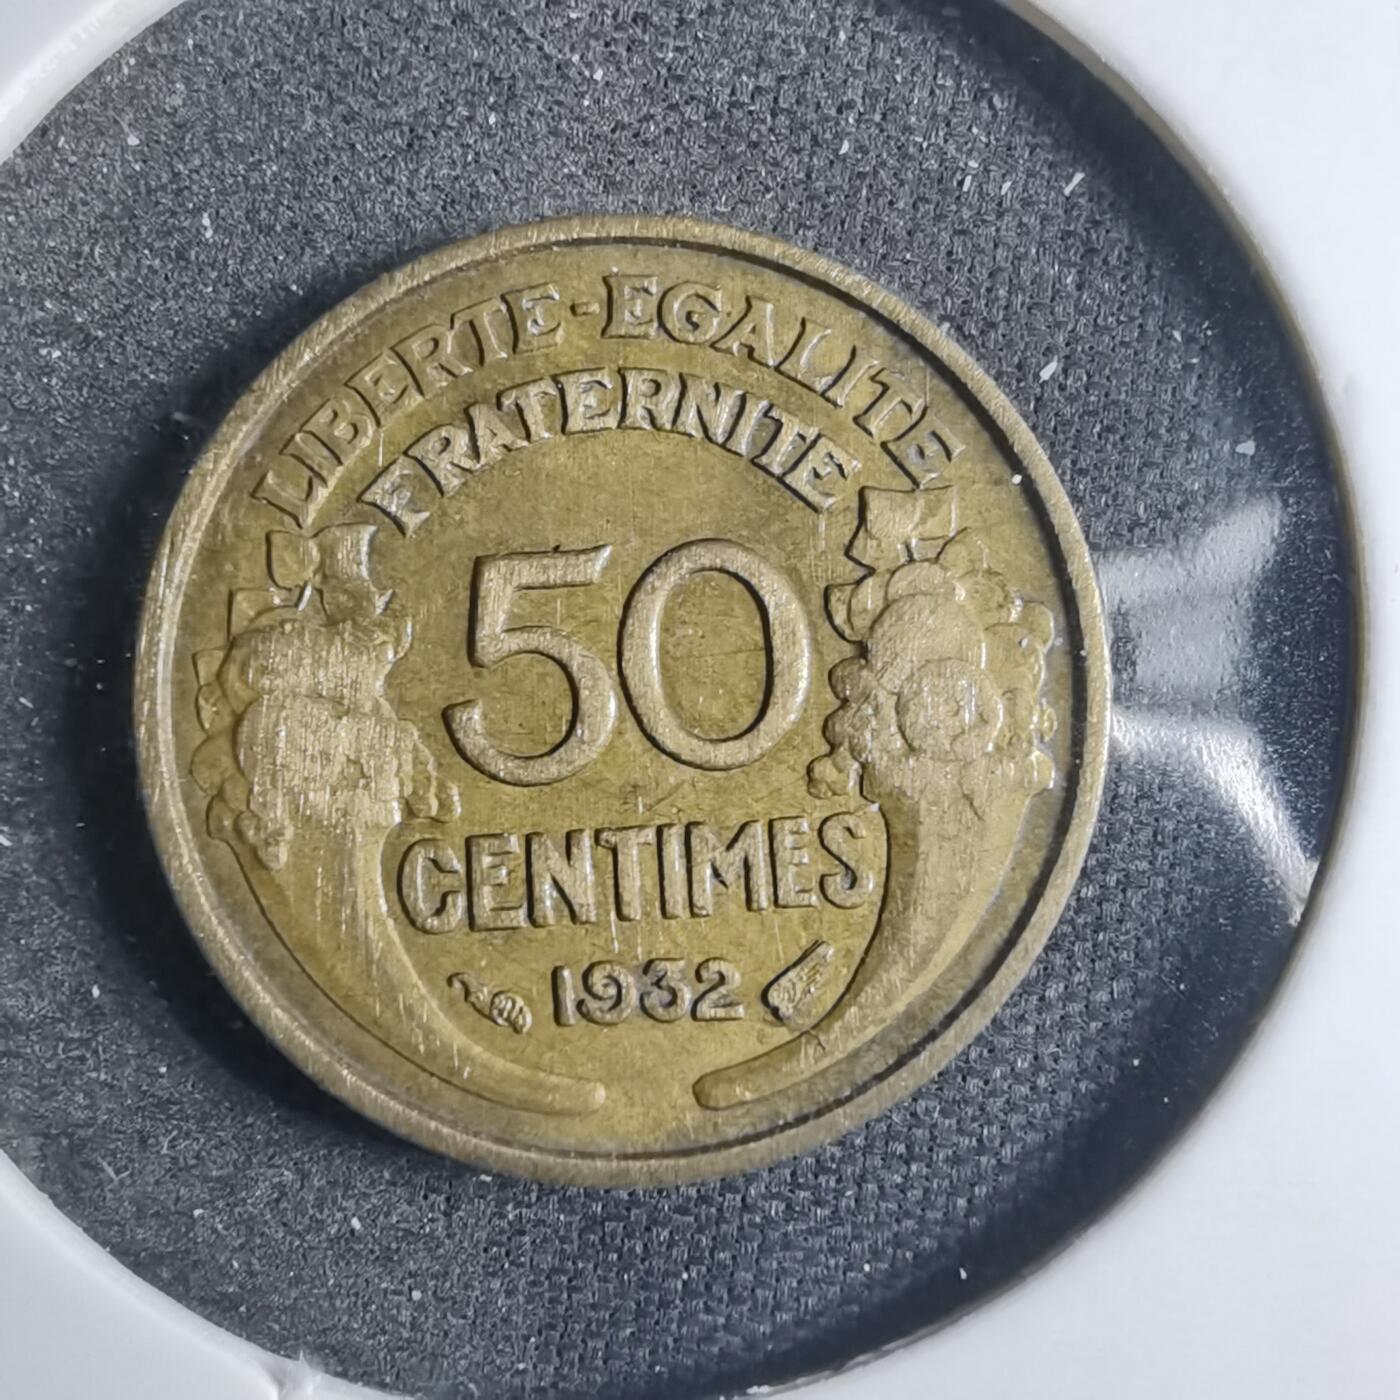 LIBERTE-EGALITE
FRATERNITE
50
CENTIMES
1932